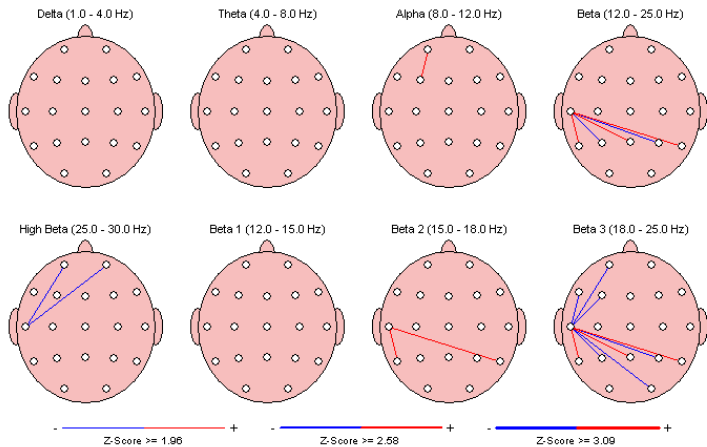 Delta (1.0 - 4.0 Hz) Theta (4.0 - 8.0 Hz) Alpha (8.0 - 12.0 Hz) Beta (12.0 - 25.0 Hz)
High Beta (25.0 - 30.0 Hz) Beta 1 (12.0 - 15.0 Hz) Beta 2 (15.0 - 18.0 Hz) Beta 3 (18.0 - 25.0 Hz)
- + - + - +
Z-Score >= 1.96 Z-Score >= 2.58 Z-Score >= 3.09